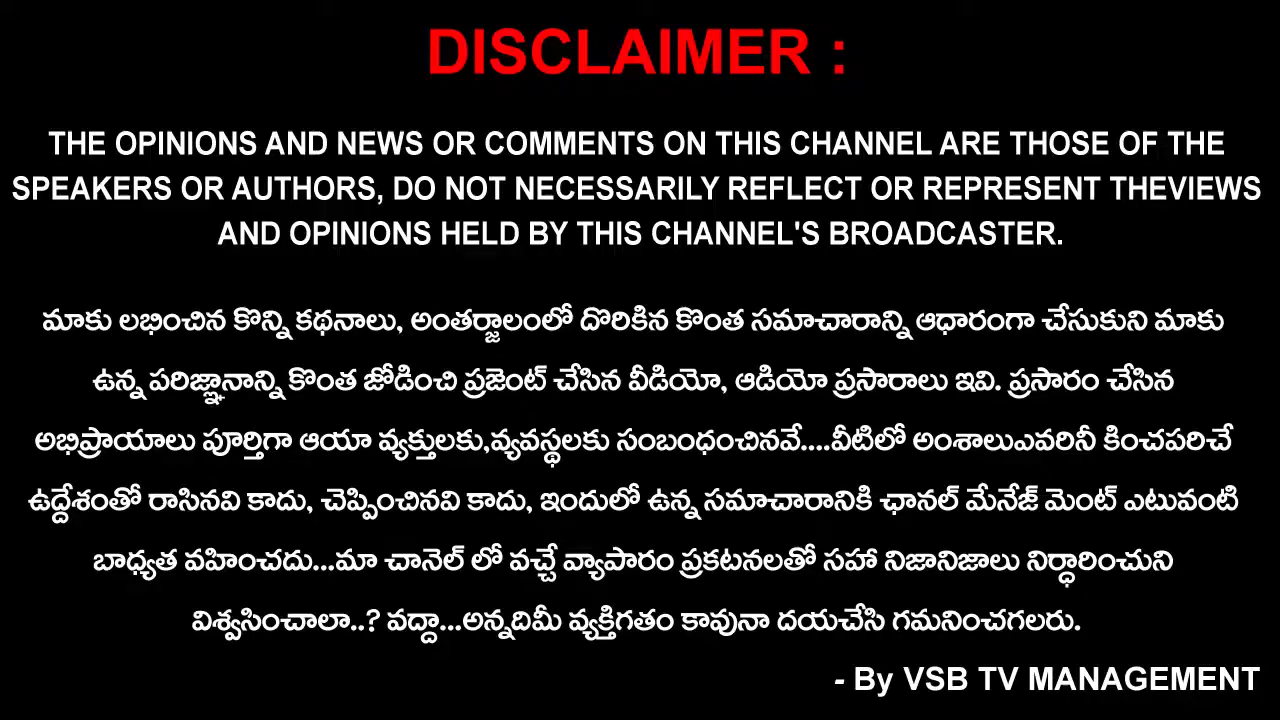 DISCLAIMER :
THE OPINIONS AND NEWS OR COMMENTS ON THIS CHANNEL ARE THOSE OF THE
SPEAKERS OR AUTHORS, DO NOT NECESSARILY REFLECT OR REPRESENT THEVIEWS
AND OPINIONS HELD BY THIS CHANNEL'S BROADCASTER.
మాకు లభించిన కొన్ని కథనాలు, అంతర్జాలంలో దొరికిన కొంత సమాచారాన్ని ఆధారంగా చేసుకుని మాకు
ఉన్న పరిజ్ఞానాన్ని కొంత జోడించి ప్రజెంట్ చేసిన వీడియో, ఆడియో ప్రసారాలు ఇవి. ప్రసారం చేసిన
అభిప్రాయాలు పూర్తిగా ఆయా వ్యక్తులకు,వ్యవస్థలకు సంబంధంచినవే....వీటిలో అంశాలుఎవరినీ కించపరిచే
ఉద్దేశంతో రాసినవి కాదు, చెప్పించినవి కాదు, ఇందులో ఉన్న సమాచారానికి ఛానల్ మేనేజ్ మెంట్ ఎటువంటి
బాధ్యత వహించదు...మా చానెల్ లో వచ్చే వ్యాపారం ప్రకటనలతో సహా నిజానిజాలు నిర్ధారించుని
విశ్వసించాలా..? వద్దా...అన్నదిమీ వ్యక్తిగతం కావునా దయచేసి గమనించగలరు.
- By VSB TV MANAGEMENT